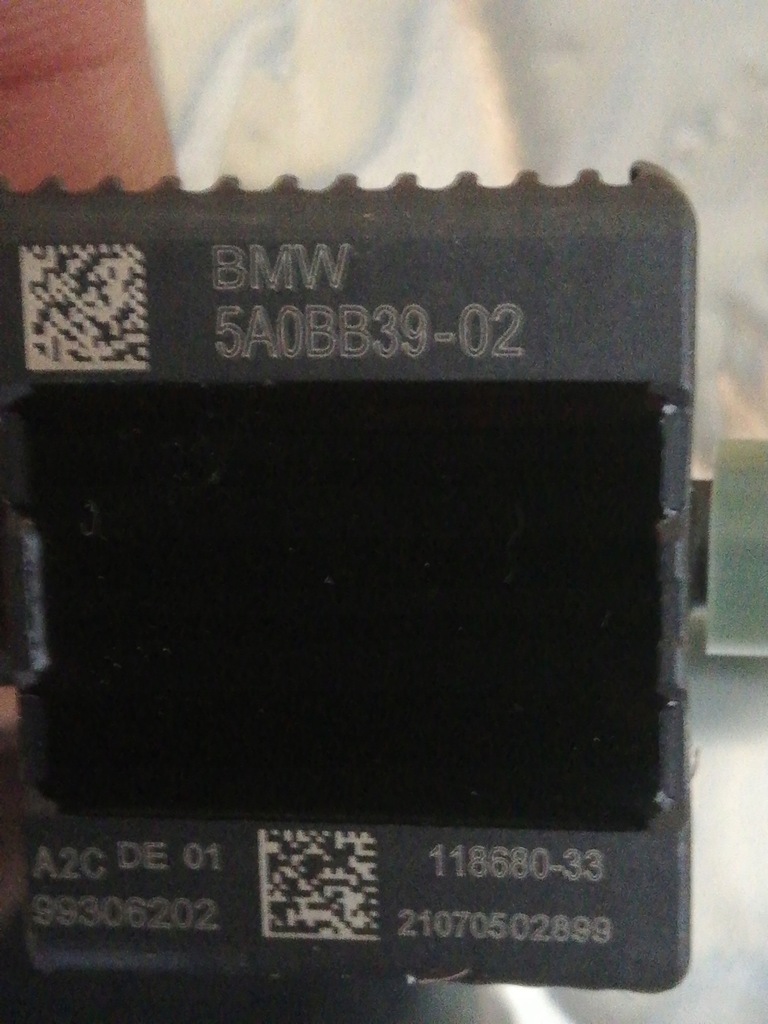 BMW
5A0BB39-02
A2C DE 01
99306202
118680-33
21070502899